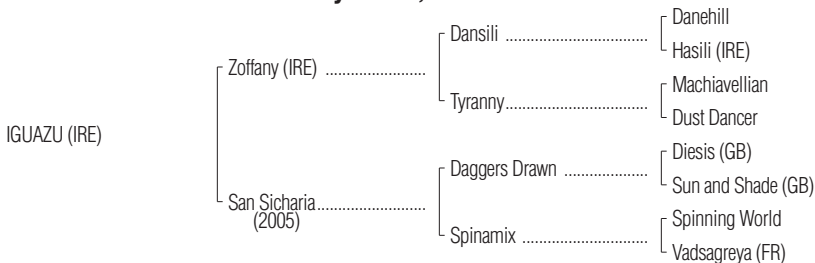 Dansili ......................................
Danehill
Hasili (IRE)
Zoffany (IRE) ..........................
Tyranny.....................................
Machiavellian
Dust Dancer
IGUAZU (IRE)
Daggers Drawn ......................
Diesis (GB)
Sun and Shade (GB)
San Sicharia............................
(2005)
Spinamix .................................
Spinning World
Vadsagreya (FR)